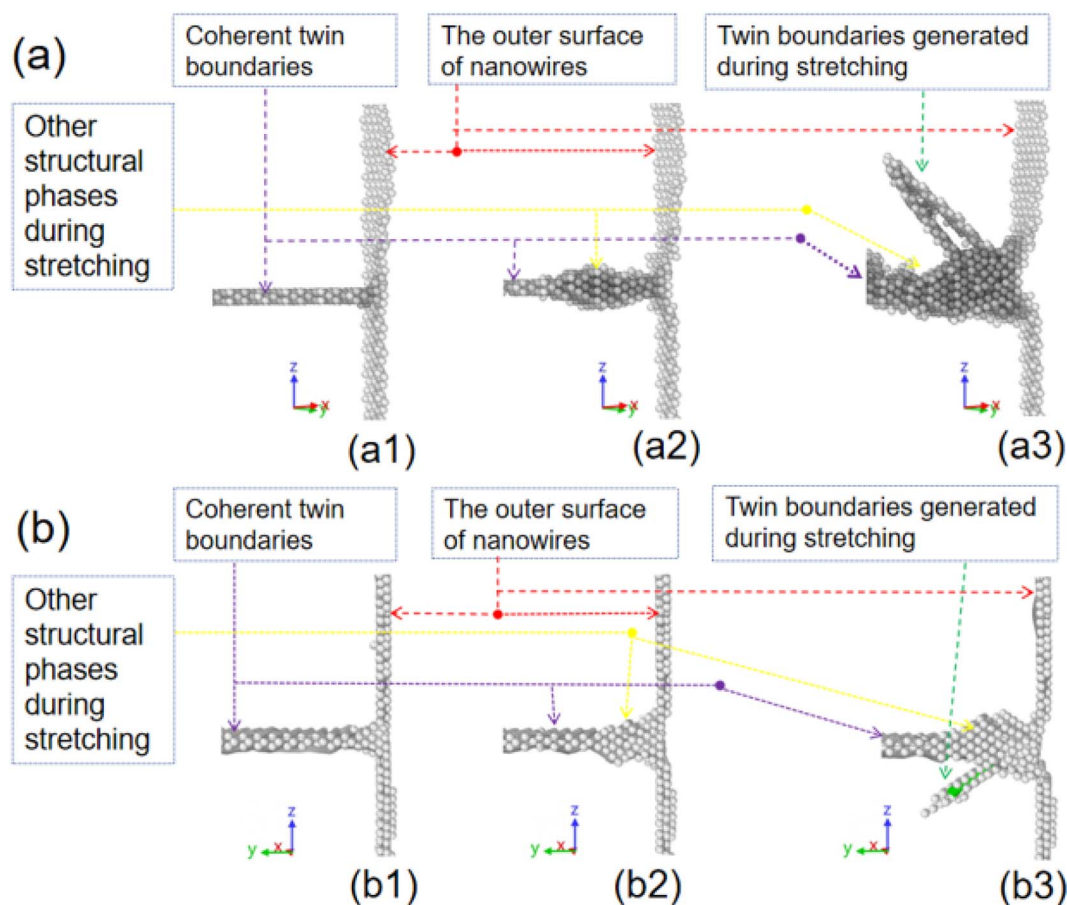 (a)
Coherent twin
boundaries
The outer surface
of nanowires
Twin boundaries generated
during stretching
Other
structural
phases
during
stretching
z
x
y
z
x
y
z
x
y
(a1)
(a2)
(a3)
(b)
Coherent twin
boundaries
The outer surface
of nanowires
Twin boundaries generated
during stretching
Other
structural
phases
during
stretching
z
y
x
z
y
x
z
y
x
(b1)
(b2)
(b3)